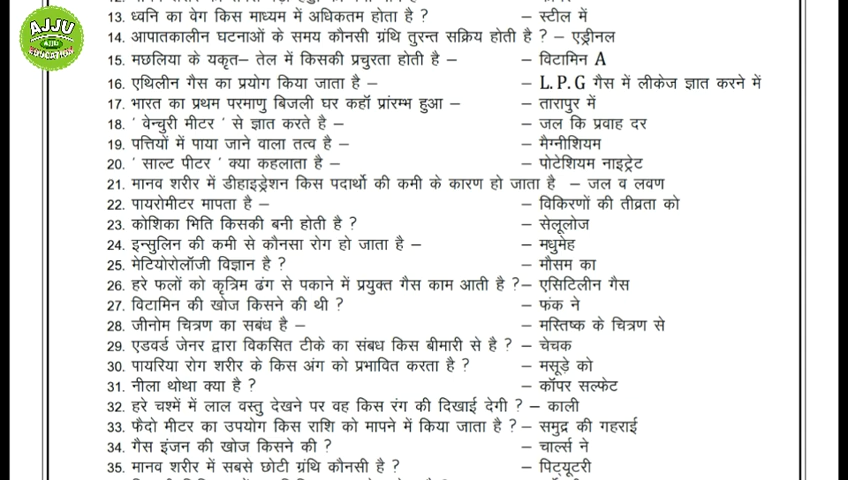 AJJU
AJJU
EDUCATION
13. ध्वनि का वेग किस माध्यम में अधिकतम होता है ? – स्टील में
14. आपातकालीन घटनाओं के समय कौनसी ग्रंथि तुरन्त सक्रिय होती है ? – एड्रीनल
15. मछलिया के यकृत– तेल में किसकी प्रचुरता होती है – – विटामिन A
16. एथिलीन गैस का प्रयोग किया जाता है – – L.P.G गैस में लीकेज ज्ञात करने में
17. भारत का प्रथम परमाणु बिजली घर कहॉ प्रांरम्भ हुआ – – तारापुर में
18. ' वेन्चुरी मीटर ' से ज्ञात करते है – – जल कि प्रवाह दर
19. पत्तियों में पाया जाने वाला तत्व है – – मैग्नीशियम
20. ' साल्ट पीटर ' क्या कहलाता है – – पोटेशियम नाइट्रेट
21. मानव शरीर में डीहाइड्रेशन किस पदार्थो की कमी के कारण हो जाता है – जल व लवण
22. पायरोमीटर मापता है – – विकिरणों की तीव्रता को
23. कोशिका भिति किसकी बनी होती है ? – सेलूलोज
24. इन्सुलिन की कमी से कौनसा रोग हो जाता है – – मधुमेह
25. मेटियोरोलॉजी विज्ञान है ? – मौसम का
26. हरे फलों को कृत्रिम ढंग से पकाने में प्रयुक्त गैस काम आती है ? – एसिटिलीन गैस
27. विटामिन की खोज किसने की थी ? – फंक ने
28. जीनोम चित्रण का सबंध है – – मस्तिष्क के चित्रण से
29. एडवर्ड जेनर द्वारा विकसित टीके का संबध किस बीमारी से है ? – चेचक
30. पायरिया रोग शरीर के किस अंग को प्रभावित करता है ? – मसूड़े को
31. नीला थोथा क्या है ? – कॉपर सल्फेट
32. हरे चश्में में लाल वस्तु देखने पर वह किस रंग की दिखाई देगी ? – काली
33. फैदो मीटर का उपयोग किस राशि को मापने में किया जाता है ? – समुद्र की गहराई
34. गैस इंजन की खोज किसने की ? – चार्ल्स ने
35. मानव शरीर में सबसे छोटी ग्रंथि कौनसी है ? – पिट्यूटरी